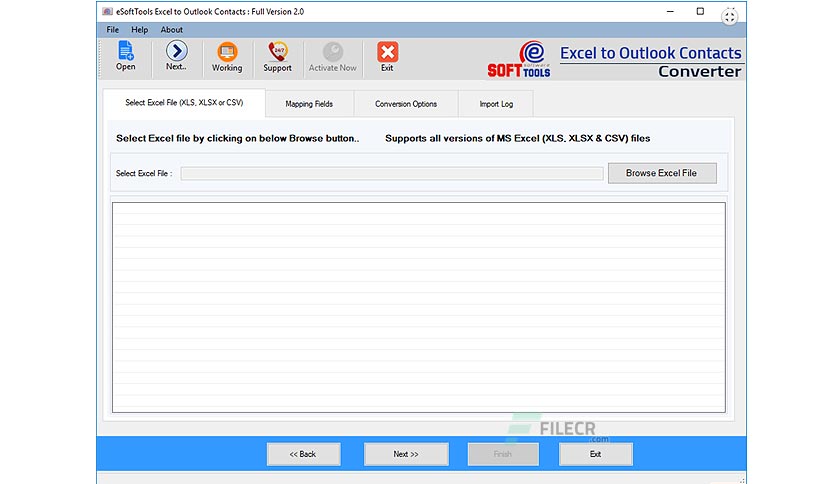 eSoftTools Excel to Outlook Contacts : Full Version 2.0
File Help About
Open Next.. Working Support Activate Now Exit
24/7
e software
SOFT TOOLS
Excel to Outlook Contacts
Converter
Select Excel File (XLS, XLSX or CSV) Mapping Fields Conversion Options Import Log
Select Excel file by clicking on below Browse button.. Supports all versions of MS Excel (XLS, XLSX & CSV) files
Select Excel File : Browse Excel File
FILECR
.com
<< Back Next >> Finish Exit